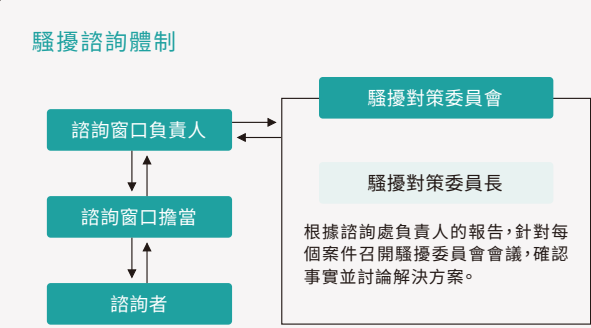 騷擾諮詢體制
騷擾對策委員會
諮詢窗口負責人
騷擾對策委員長
諮詢窗口擔當
根據諮詢處負責人的報告，針對每
個案件召開騷擾委員會會議，確認
事實並討論解決方案。
諮詢者